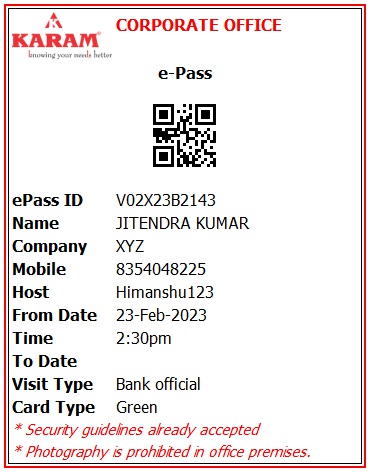 CORPORATE OFFICE
KARAM®
knowing your needs better
e-Pass
ePass ID V02X23B2143
Name JITENDRA KUMAR
Company XYZ
Mobile 8354048225
Host Himanshu123
From Date 23-Feb-2023
Time 2:30pm
To Date
Visit Type Bank official
Card Type Green
* Security guidelines already accepted
* Photography is prohibited in office premises.